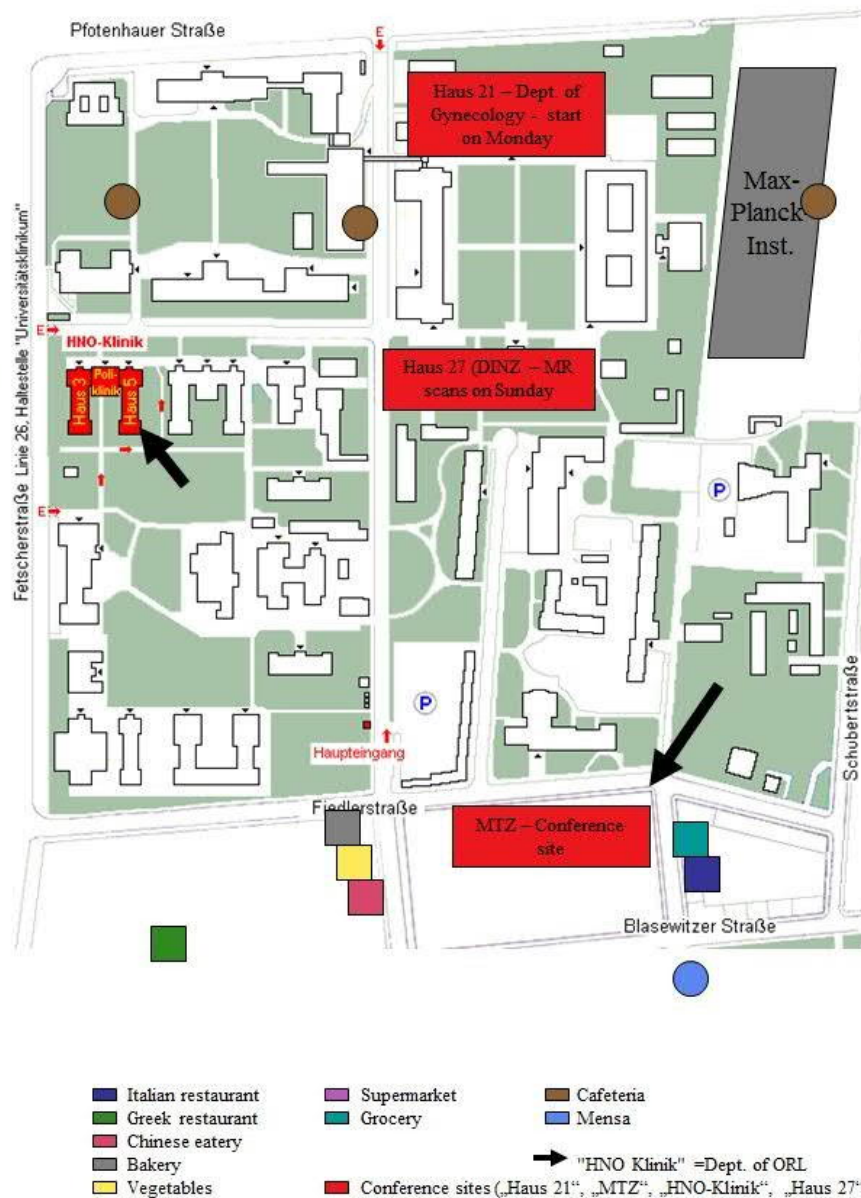 Pfotenhauer Straße
E
Haus 21 – Dept. of
Gynecology - start
on Monday
Max-
Planck-
Inst.
Fetscherstraße Linie 26, Haltestelle "Universitätsklinikum"
E
HNO-Klinik
Haus 3
Poli-
klinik
Haus 5
Haus 27 (DINZ – MR
scans on Sunday
E
P
P
Schubertstraße
Haupteingang
Fiedlerstraße
MTZ – Conference
site
Blasewitzer Straße
Italian restaurant
Greek restaurant
Chinese eatery
Bakery
Vegetables
Supermarket
Grocery
Cafeteria
Mensa
"HNO Klinik" =Dept. of ORL
Conference sites („Haus 21“, „MTZ“, „HNO-Klinik“, „Haus 27“